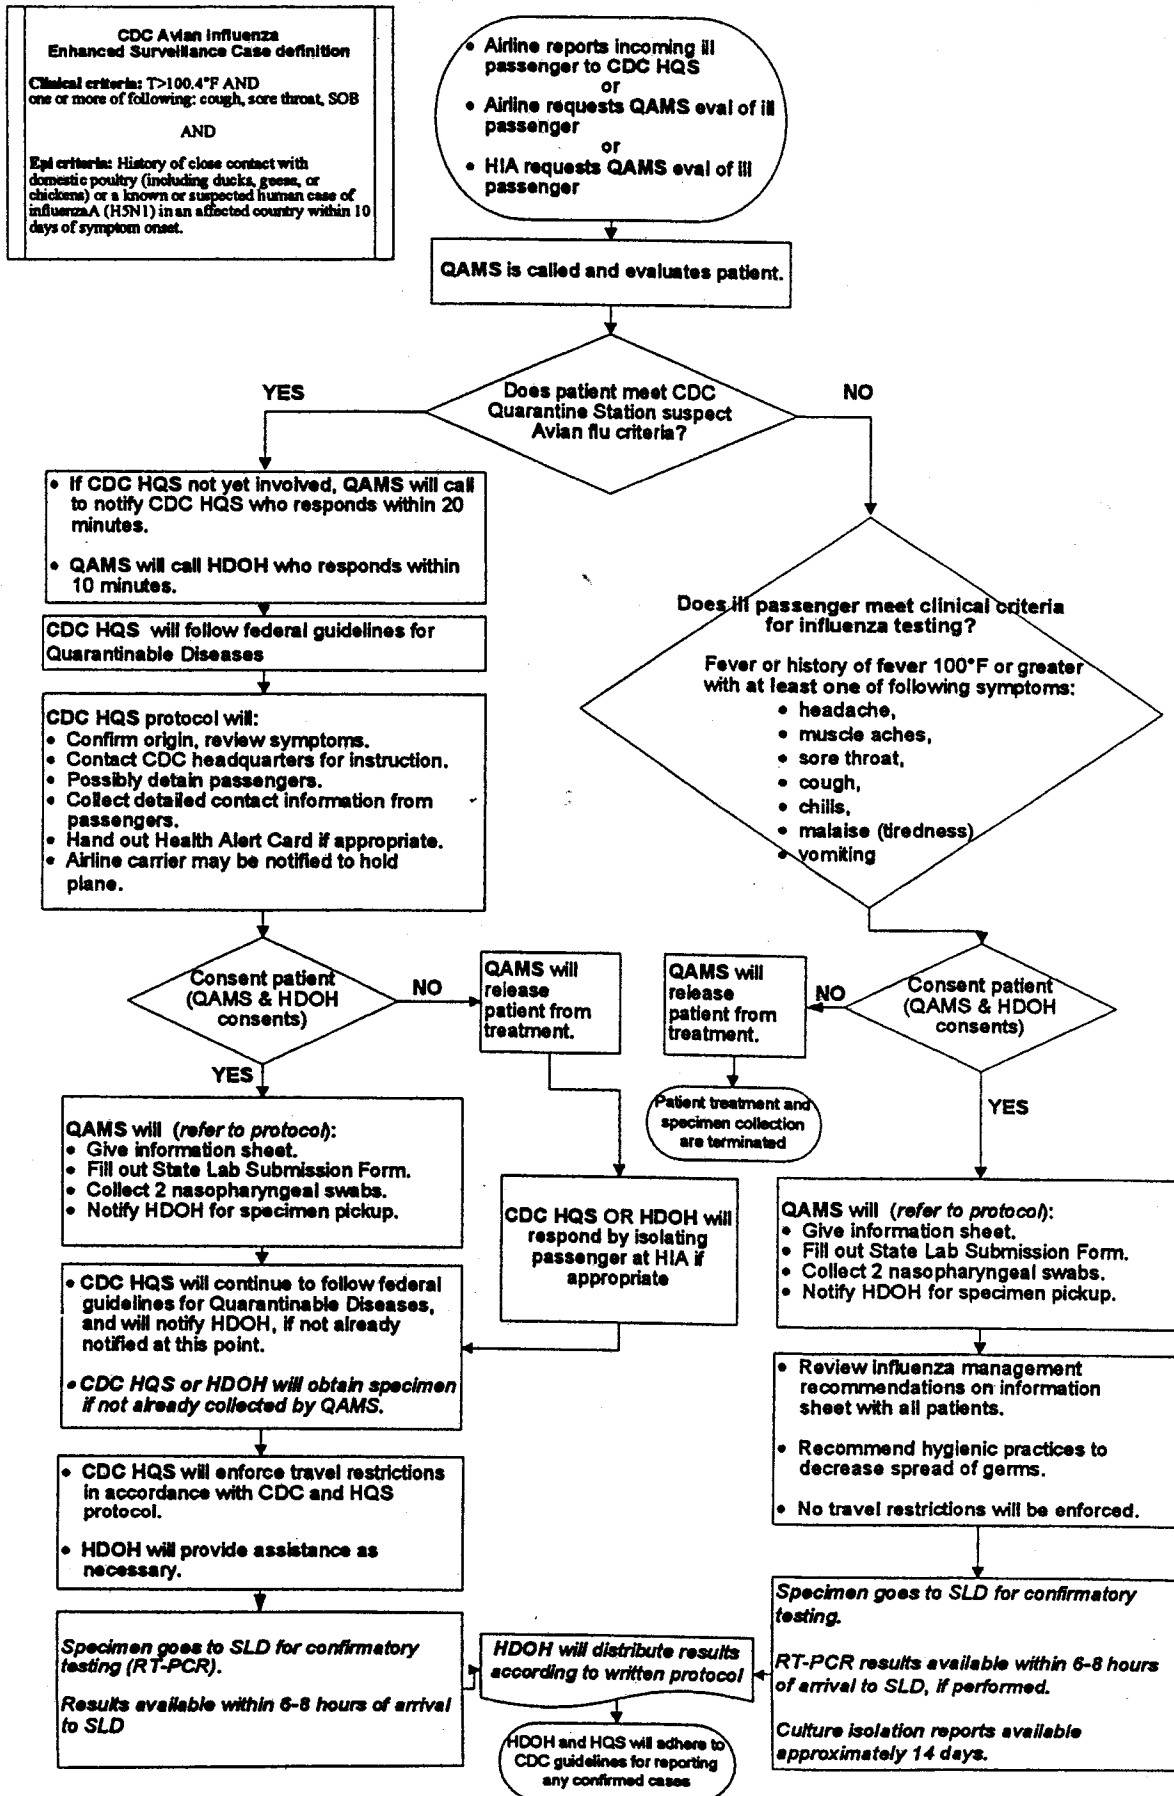 CDC Avian Influenza
Enhanced Surveillance Case definition
Clinical criteria: T>100.4°F AND
one or more of following: cough, sore throat, SOB
AND
Epi criteria: History of close contact with
domestic poultry (including ducks, geese, or
chickens) or a known or suspected human case of
influenzaA (H5N1) in an affected country within 10
days of symptom onset.
• Airline reports incoming ill
passenger to CDC HQS
or
• Airline requests QAMS eval of ill
passenger
or
• HIA requests QAMS eval of ill
passenger
QAMS is called and evaluates patient.
Does patient meet CDC
Quarantine Station suspect
Avian flu criteria?
YES
NO
• If CDC HQS not yet involved, QAMS will call
to notify CDC HQS who responds within 20
minutes.
• QAMS will call HDOH who responds within
10 minutes.
CDC HQS will follow federal guidelines for
Quarantinable Diseases
CDC HQS protocol will:
• Confirm origin, review symptoms.
• Contact CDC headquarters for instruction.
• Possibly detain passengers.
• Collect detailed contact information from
passengers.
• Hand out Health Alert Card if appropriate.
• Airline carrier may be notified to hold
plane.
Does ill passenger meet clinical criteria
for influenza testing?
Fever or history of fever 100°F or greater
with at least one of following symptoms:
• headache,
• muscle aches,
• sore throat,
• cough,
• chills,
• malaise (tiredness)
• vomiting
Consent patient
(QAMS & HDOH
consents)
NO
YES
QAMS will
release
patient from
treatment.
QAMS will
release
patient from
treatment.
NO
Consent patient
(QAMS & HDOH
consents)
YES
Patient treatment and
specimen collection
are terminated
QAMS will (refer to protocol):
• Give information sheet.
• Fill out State Lab Submission Form.
• Collect 2 nasopharyngeal swabs.
• Notify HDOH for specimen pickup.
CDC HQS OR HDOH will
respond by isolating
passenger at HIA if
appropriate
QAMS will (refer to protocol):
• Give information sheet.
• Fill out State Lab Submission Form.
• Collect 2 nasopharyngeal swabs.
• Notify HDOH for specimen pickup.
• CDC HQS will continue to follow federal
guidelines for Quarantinable Diseases,
and will notify HDOH, if not already
notified at this point.
• CDC HQS or HDOH will obtain specimen
if not already collected by QAMS.
• Review influenza management
recommendations on information
sheet with all patients.
• Recommend hygienic practices to
decrease spread of germs.
• No travel restrictions will be enforced.
• CDC HQS will enforce travel restrictions
in accordance with CDC and HQS
protocol.
• HDOH will provide assistance as
necessary.
Specimen goes to SLD for confirmatory
testing (RT-PCR).
Results available within 6-8 hours of arrival
to SLD
HDOH will distribute results
according to written protocol
Specimen goes to SLD for confirmatory
testing.
RT-PCR results available within 6-8 hours
of arrival to SLD, if performed.
Culture isolation reports available
approximately 14 days.
HDOH and HQS will adhere to
CDC guidelines for reporting
any confirmed cases